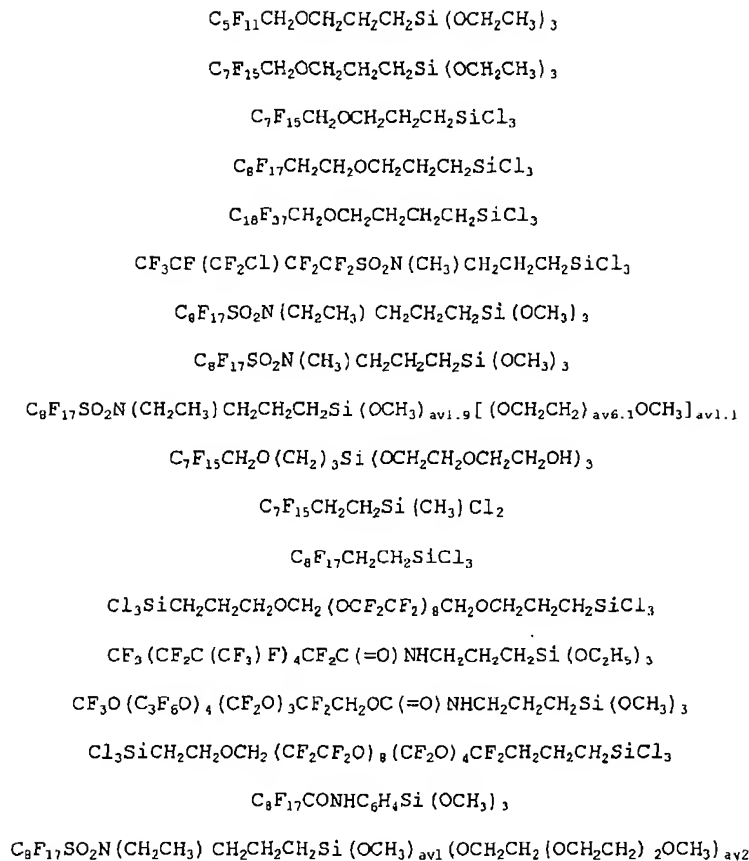 C₅F₁₁CH₂OCH₂CH₂CH₂Si(OCH₂CH₃)₃
C₇F₁₅CH₂OCH₂CH₂CH₂Si(OCH₂CH₃)₃
C₇F₁₅CH₂OCH₂CH₂CH₂SiCl₃
C₈F₁₇CH₂CH₂OCH₂CH₂CH₂SiCl₃
C₁₈F₃₇CH₂OCH₂CH₂CH₂CH₂SiCl₃
CF₃CF(CF₂Cl)CF₂CF₂SO₂N(CH₃)CH₂CH₂CH₂SiCl₃
C₈F₁₇SO₂N(CH₂CH₃)CH₂CH₂CH₂Si(OCH₃)₃
C₈F₁₇SO₂N(CH₃)CH₂CH₂CH₂Si(OCH₃)₃
C₈F₁₇SO₂N(CH₂CH₃)CH₂CH₂CH₂Si(OCH₃)av1.9[(OCH₂CH₂)av6.1OCH₃]av1.1
C₇F₁₅CH₂O(CH₂)₃Si(OCH₂CH₂OCH₂CH₂OH)₃
C₇F₁₅CH₂CH₂Si(CH₃)Cl₂
C₈F₁₇CH₂CH₂SiCl₃
Cl₃SiCH₂CH₂CH₂OCH₂(OCF₂CF₂)₈CH₂OCH₂CH₂CH₂SiCl₃
CF₃(CF₂C(CF₃)F)₄CF₂C(=O)NHCH₂CH₂CH₂Si(OC₂H₅)₃
CF₃O(C₃F₆O)₄(CF₂O)₃CF₂CH₂OC(=O)NHCH₂CH₂CH₂Si(OCH₃)₃
Cl₃SiCH₂CH₂OCH₂(CF₂CF₂O)₈(CF₂O)₄CF₂CH₂CH₂CH₂SiCl₃
C₈F₁₇CONHC₆H₄Si(OCH₃)₃
C₈F₁₇SO₂N(CH₂CH₃)CH₂CH₂CH₂Si(OCH₃)av1(OCH₂CH₂(OCH₂CH₂)₂OCH₃)av2